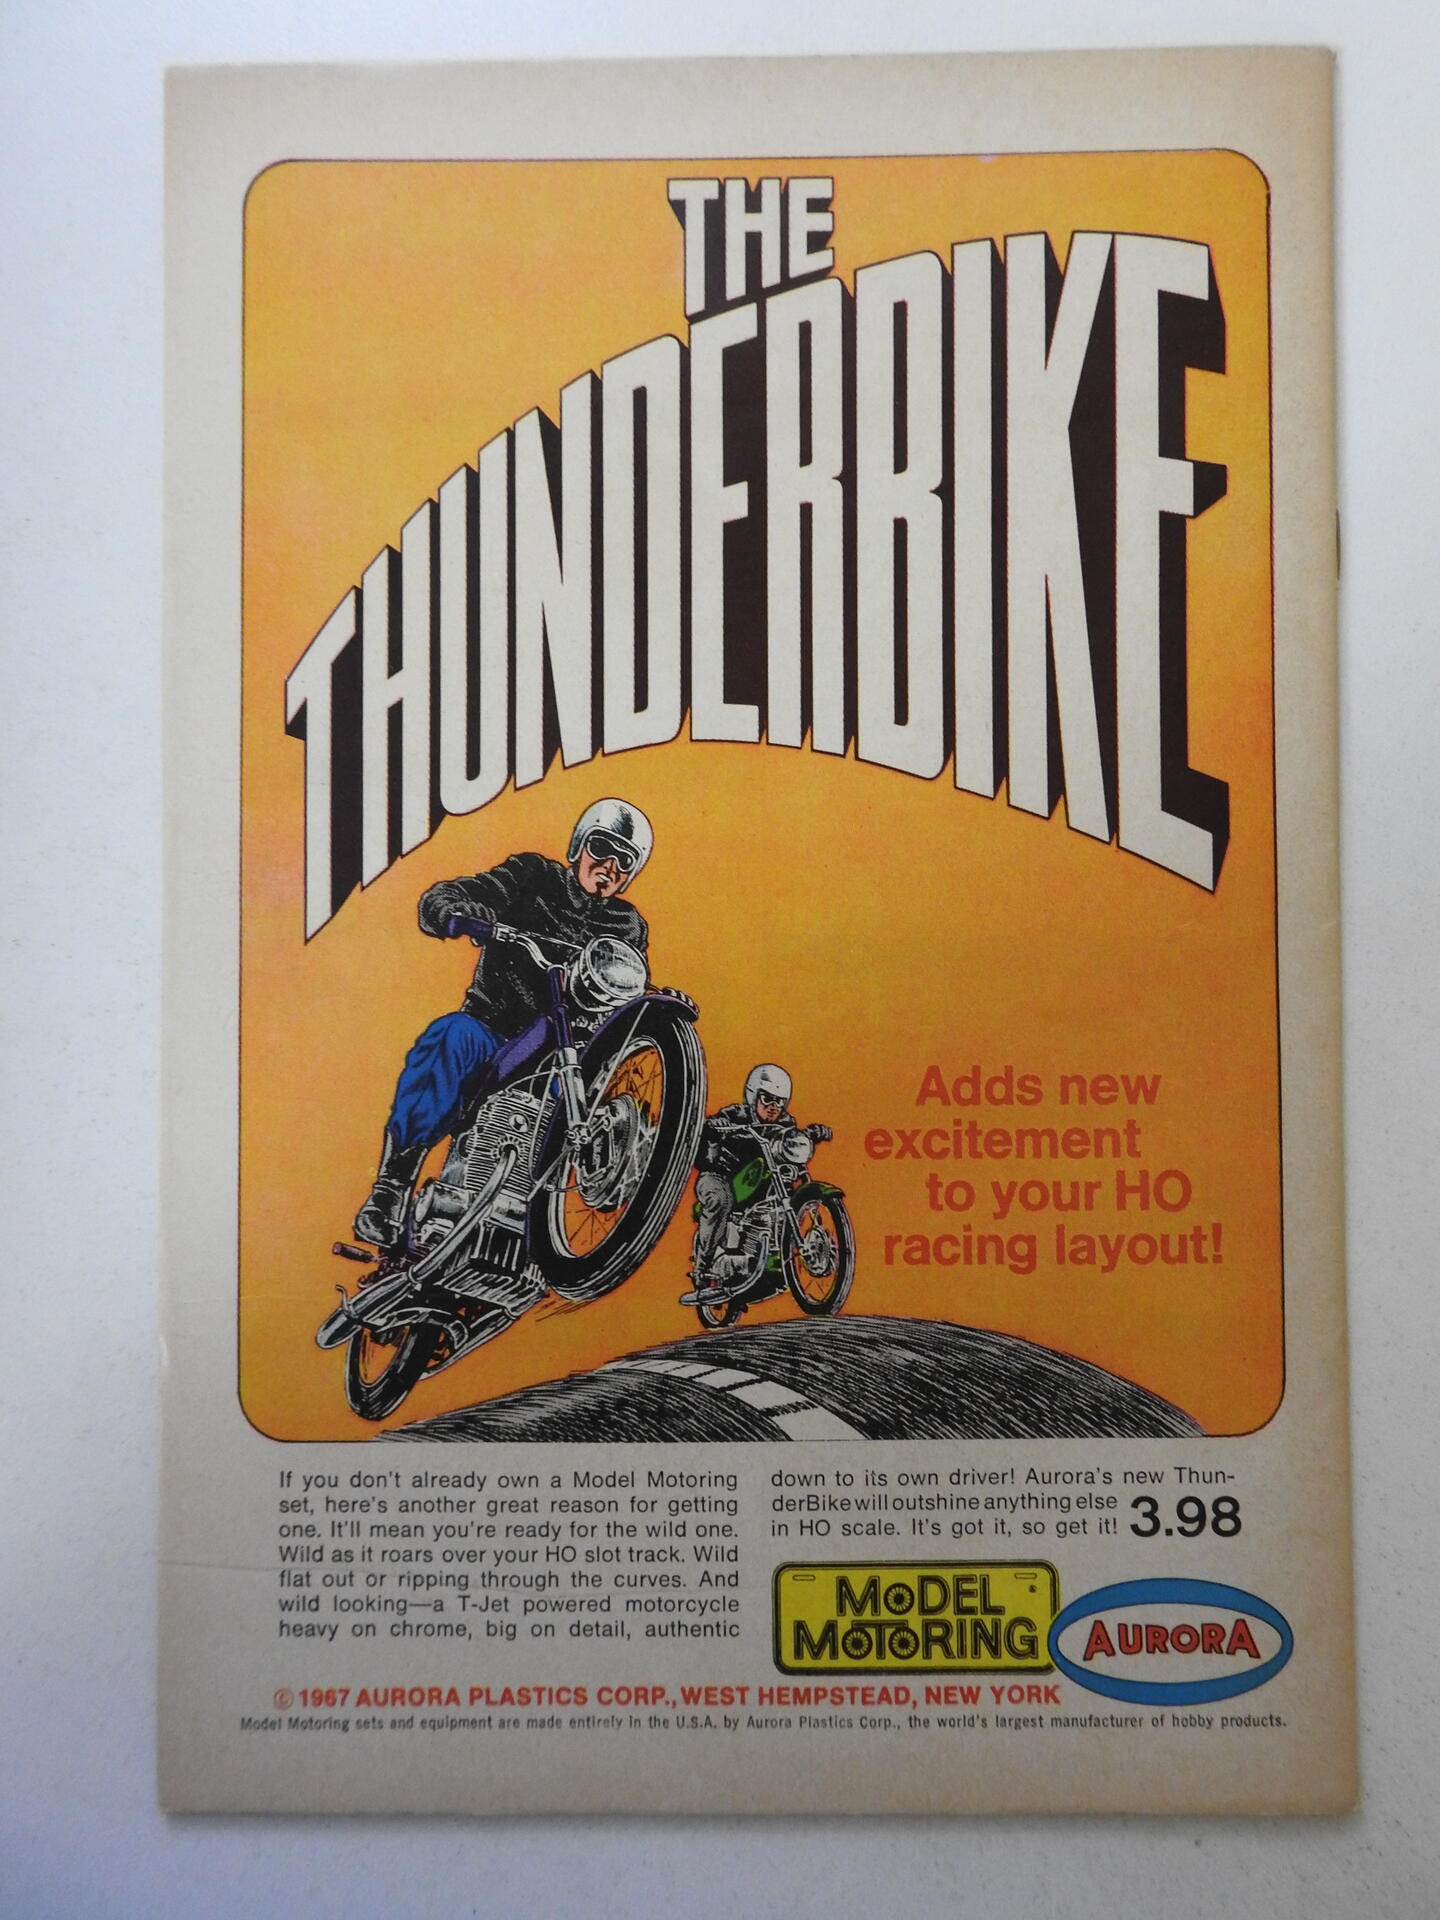 THE
THUNDERBIKE
Adds new
excitement
to your HO
racing layout!
If you don't already own a Model Motoring
set, here's another great reason for getting
one. It'll mean you're ready for the wild one.
Wild as it roars over your HO slot track. Wild
flat out or ripping through the curves. And
wild looking—a T-Jet powered motorcycle
heavy on chrome, big on detail, authentic
down to its own driver! Aurora's new Thun-
derBike will outshine anything else
in HO scale. It's got it, so get it! 3.98
MODEL
MOTORING
AURORA
© 1967 AURORA PLASTICS CORP., WEST HEMPSTEAD, NEW YORK
Model Motoring sets and equipment are made entirely in the U.S.A. by Aurora Plastics Corp., the world's largest manufacturer of hobby products.